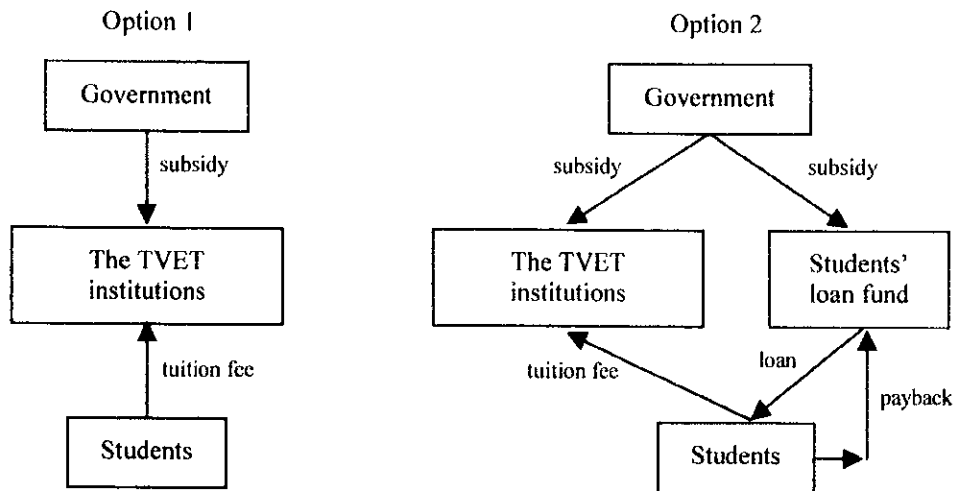 Option 1
Government
subsidy
The TVET
institutions
tuition fee
Students
Option 2
Government
subsidy
subsidy
The TVET
institutions
Students'
loan fund
tuition fee
loan
payback
Students